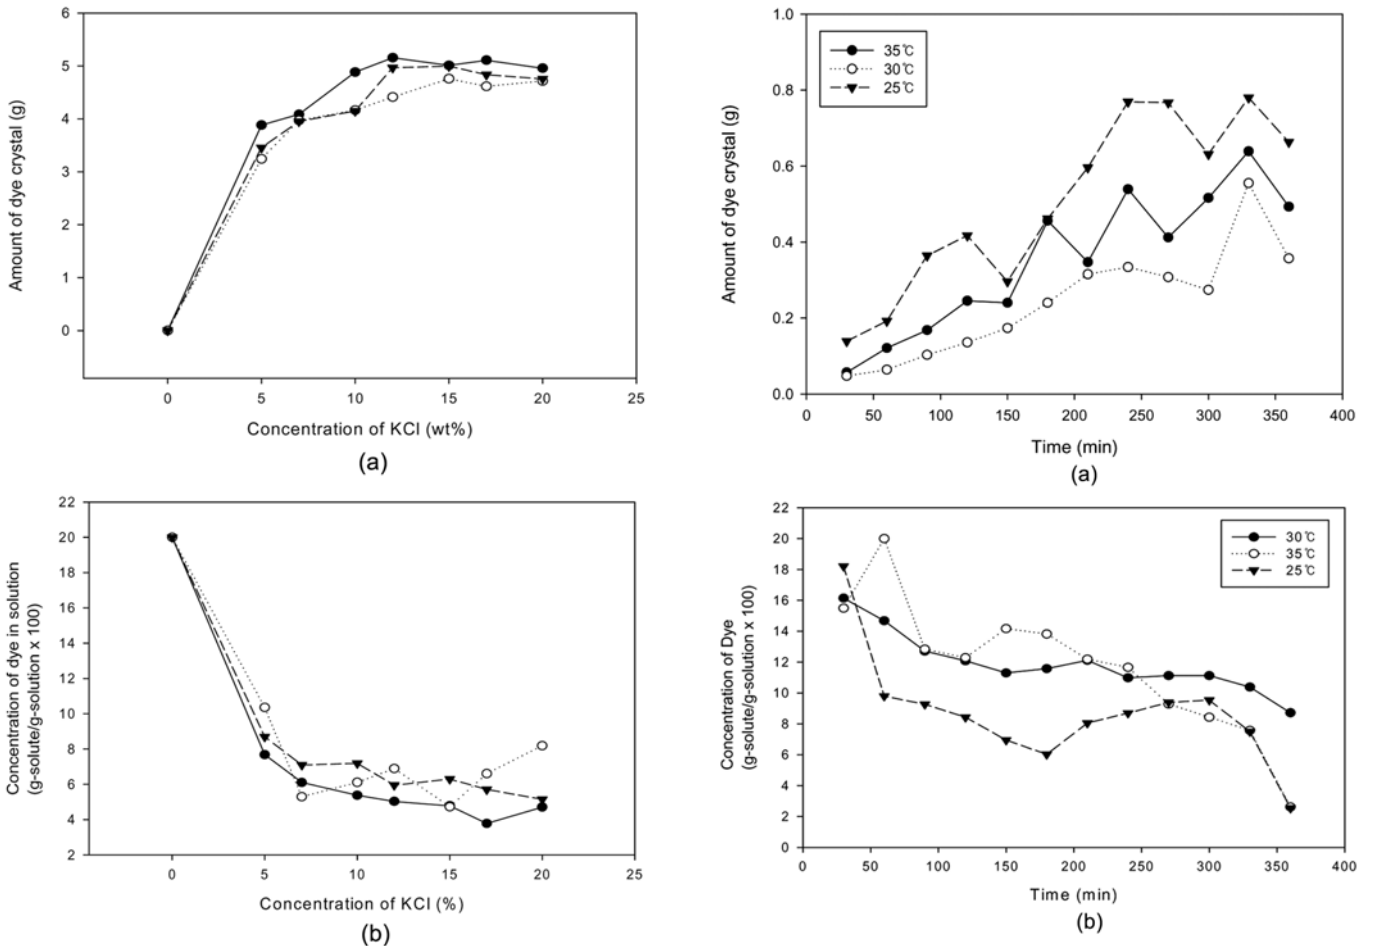 Amount of dye crystal (g)
6
5
4
3
2
1
0
0 5 10 15 20 25
Concentration of KCl (wt%)
(a)
Amount of dye crystal (g)
1.0
0.8
0.6
0.4
0.2
0.0
35℃
30℃
25℃
0 50 100 150 200 250 300 350 400
Time (min)
(a)
Concentration of dye in solution
(g-solute/g-solution x 100)
22
20
18
16
14
12
10
8
6
4
2
0 5 10 15 20 25
Concentration of KCl (%)
(b)
Concentration of Dye
(g-solute/g-solution x 100)
22
20
18
16
14
12
10
8
6
4
2
0
30℃
35℃
25℃
0 50 100 150 200 250 300 350 400
Time (min)
(b)